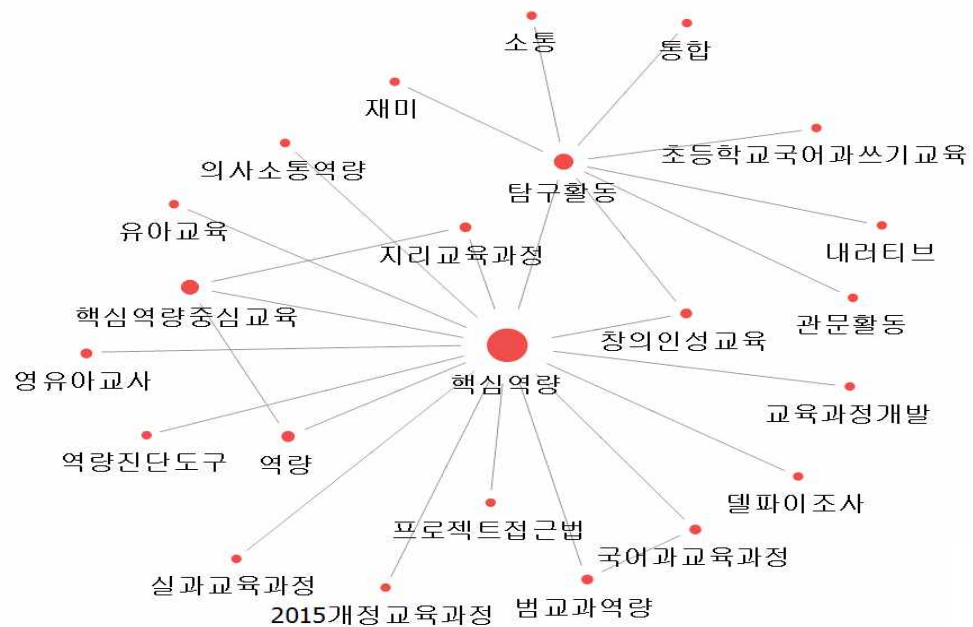 소통
통합
재미
초등학교국어과쓰기교육
의사소통역량
탐구활동
유아교육
지리교육과정
내러티브
핵심역량중심교육
관문활동
창의인성교육
영유아교사
핵심역량
교육과정개발
역량진단도구
역량
델파이조사
프로젝트접근법
국어과교육과정
실과교육과정
2015개정교육과정
범교과역량